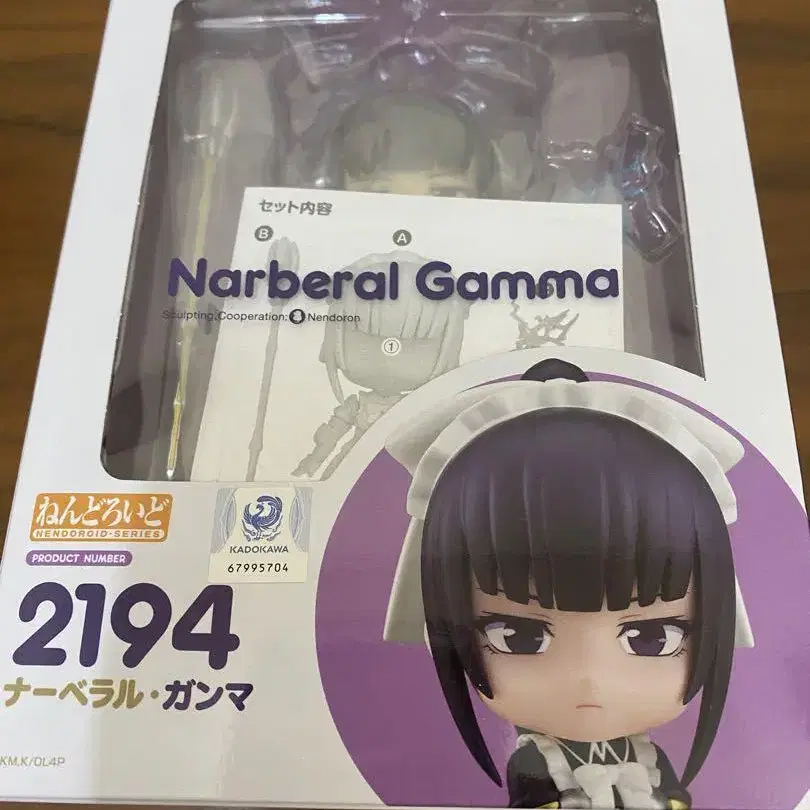 セット内容
B
A
Narberal Gamma
Sculpting Cooperation: Nendoron
①
ねんどろいど
NENDOROID-SERIES
PRODUCT NUMBER
KADOKAWA
67995704
2194
ナーベラル・ガンマ
KM,K/OL4P